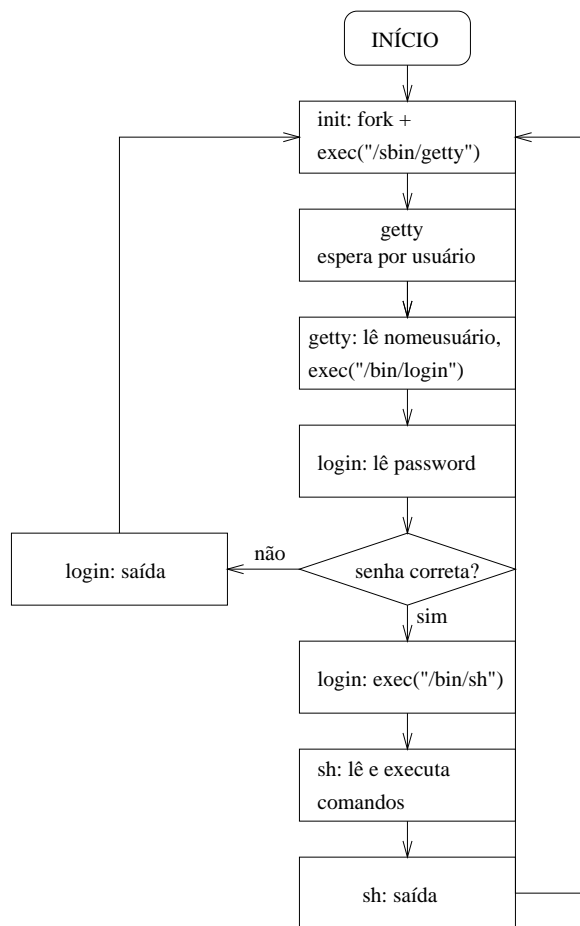 INÍCIO
init: fork +
exec("/sbin/getty")
getty
espera por usuário
getty: lê nomeusuário,
exec("/bin/login")
login: lê password
não
senha correta?
login: saída
sim
login: exec("/bin/sh")
sh: lê e executa
comandos
sh: saída